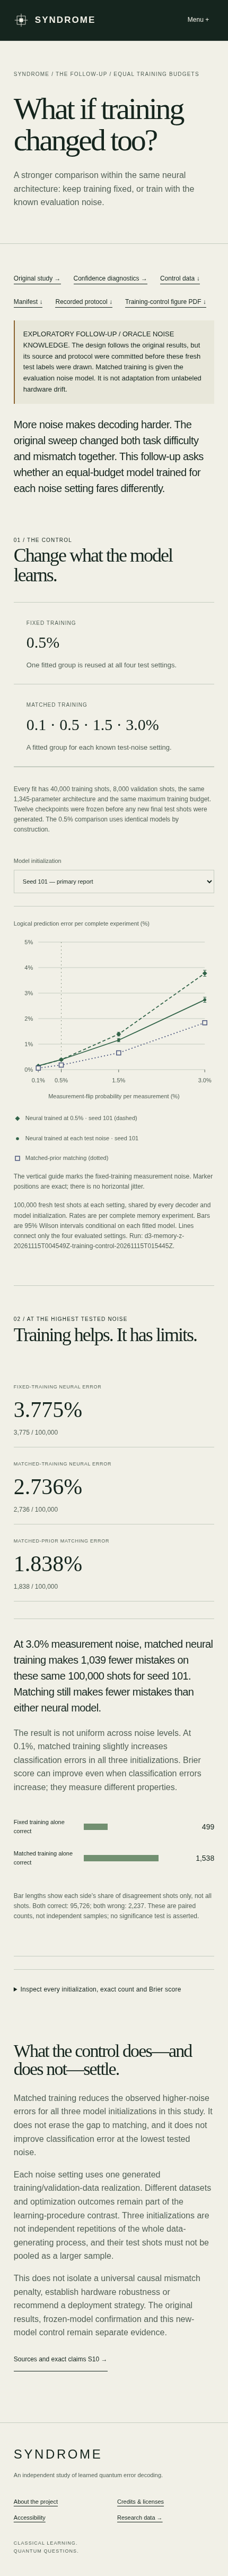 SYNDROME
Menu +
SYNDROME / THE FOLLOW-UP / EQUAL TRAINING BUDGETS
What if training
changed too?
A stronger comparison within the same neural
architecture: keep training fixed, or train with the
known evaluation noise.
Original study →
Confidence diagnostics →
Control data ↓
Manifest ↓
Recorded protocol ↓
Training-control figure PDF ↓
EXPLORATORY FOLLOW-UP / ORACLE NOISE
KNOWLEDGE. The design follows the original results, but
its source and protocol were committed before these fresh
test labels were drawn. Matched training is given the
evaluation noise model. It is not adaptation from unlabeled
hardware drift.
More noise makes decoding harder. The
original sweep changed both task difficulty
and mismatch together. This follow-up asks
whether an equal-budget model trained for
each noise setting fares differently.
01 / THE CONTROL
Change what the model
learns.
FIXED TRAINING
0.5%
One fitted group is reused at all four test settings.
MATCHED TRAINING
0.1 · 0.5 · 1.5 · 3.0%
A fitted group for each known test-noise setting.
Every fit has 40,000 training shots, 8,000 validation shots, the same
1,345-parameter architecture and the same maximum training budget.
Twelve checkpoints were frozen before any new final test shots were
generated. The 0.5% comparison uses identical models by
construction.
Model initialization
Seed 101 — primary report
Logical prediction error per complete experiment (%)
5%
4%
3%
2%
1%
0%
0.1%
0.5%
1.5%
3.0%
Measurement-flip probability per measurement (%)
Neural trained at 0.5% · seed 101 (dashed)
Neural trained at each test noise · seed 101
Matched-prior matching (dotted)
The vertical guide marks the fixed-training measurement noise. Marker
positions are exact; there is no horizontal jitter.
100,000 fresh test shots at each setting, shared by every decoder and
model initialization. Rates are per complete memory experiment. Bars
are 95% Wilson intervals conditional on each fitted model. Lines
connect only the four evaluated settings. Run: d3-memory-z-
20261115T004549Z-training-control-20261115T015445Z.
02 / AT THE HIGHEST TESTED NOISE
Training helps. It has limits.
FIXED-TRAINING NEURAL ERROR
3.775%
3,775 / 100,000
MATCHED-TRAINING NEURAL ERROR
2.736%
2,736 / 100,000
MATCHED-PRIOR MATCHING ERROR
1.838%
1,838 / 100,000
At 3.0% measurement noise, matched neural
training makes 1,039 fewer mistakes on
these same 100,000 shots for seed 101.
Matching still makes fewer mistakes than
either neural model.
The result is not uniform across noise levels. At
0.1%, matched training slightly increases
classification errors in all three initializations. Brier
score can improve even when classification errors
increase; they measure different properties.
Fixed training alone
correct
499
Matched training alone
correct
1,538
Bar lengths show each side's share of disagreement shots only, not all
shots. Both correct: 95,726; both wrong: 2,237. These are paired
counts, not independent samples; no significance test is asserted.
▶ Inspect every initialization, exact count and Brier score
What the control does—and
does not—settle.
Matched training reduces the observed higher-noise
errors for all three model initializations in this study. It
does not erase the gap to matching, and it does not
improve classification error at the lowest tested
noise.
Each noise setting uses one generated
training/validation-data realization. Different datasets
and optimization outcomes remain part of the
learning-procedure contrast. Three initializations are
not independent repetitions of the whole data-
generating process, and their test shots must not be
pooled as a larger sample.
This does not isolate a universal causal mismatch
penalty, establish hardware robustness or
recommend a deployment strategy. The original
results, frozen-model confirmation and this new-
model control remain separate evidence.
Sources and exact claims S10 →
SYNDROME
An independent study of learned quantum error decoding.
About the project
Credits & licenses
Accessibility
Research data →
CLASSICAL LEARNING.
QUANTUM QUESTIONS.